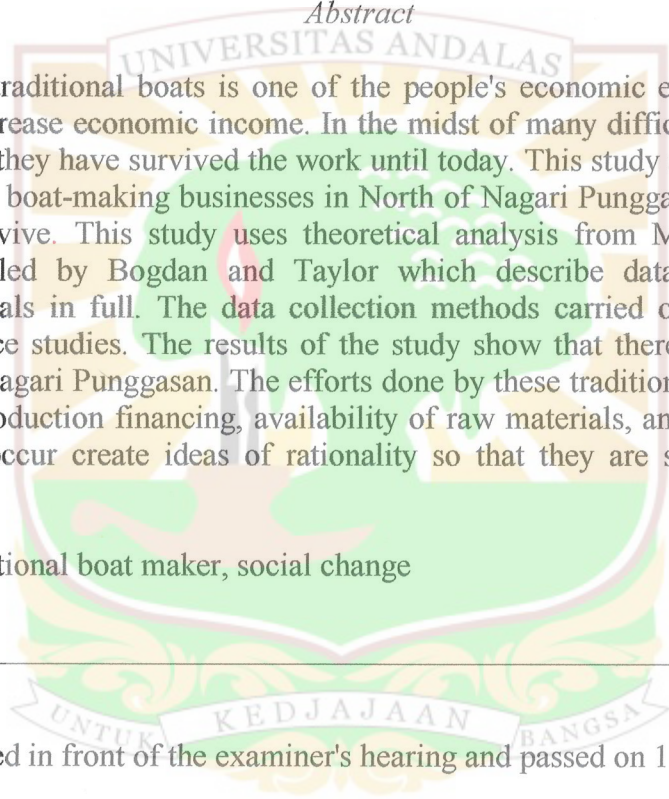 Abstract
UNIVERSITAS ANDALAS
raditional boats is one of the people's economic e
rease economic income. In the midst of many diffic
they have survived the work until today. This study
boat-making businesses in North of Nagari Pungga
vive. This study uses theoretical analysis from M
led by Bogdan and Taylor which describe data
als in full. The data collection methods carried o
ce studies. The results of the study show that there
agari Punggasan. The efforts done by these tradition
oduction financing, availability of raw materials, an
ccur create ideas of rationality so that they are s
tional boat maker, social change
UNTUK KEDJAJAAN BANGSA
ed in front of the examiner's hearing and passed on 1